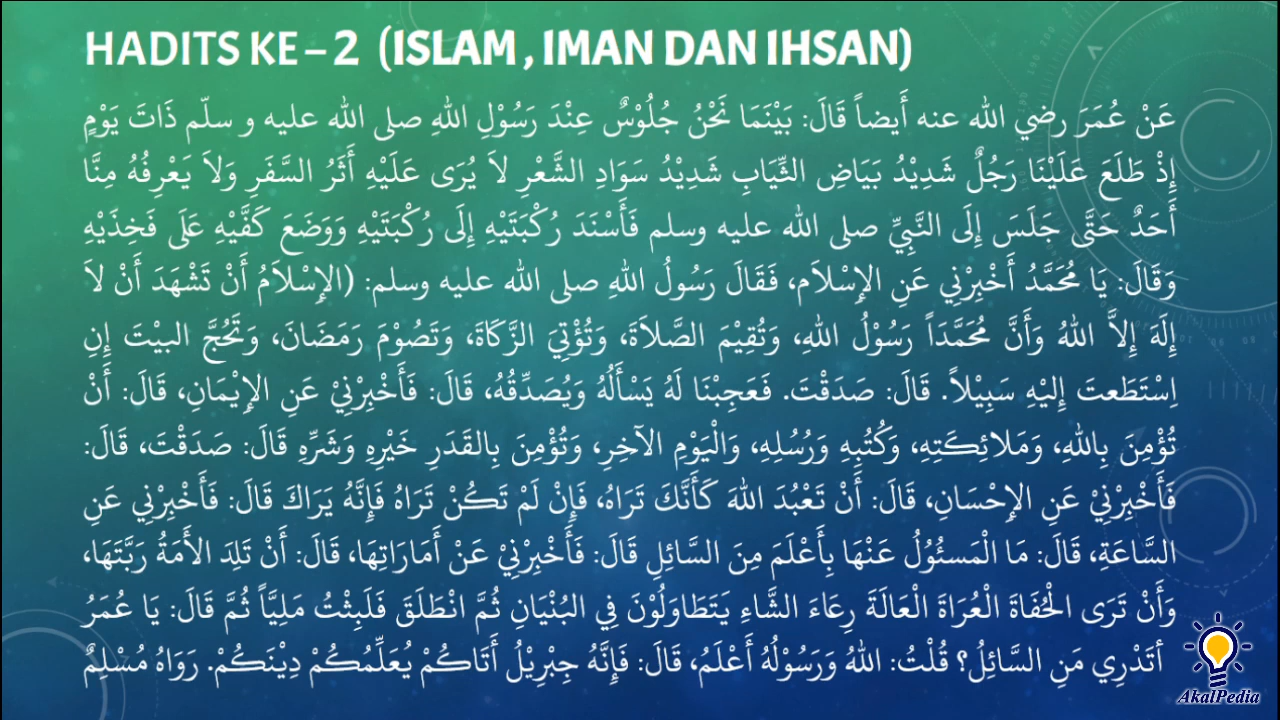 HADITS KE – 2 (ISLAM , IMAN DAN IHSAN)
عَنْ عُمَرَ رضي الله عنه أَيضاً قَالَ: بَيْنَمَا نَحْنُ جُلُوْسٌ عِنْدَ رَسُوْلِ اللهِ صلى الله عليه و سلّم ذَاتَ يَوْمٍ
إِذْ طَلَعَ عَلَيْنَا رَجُلٌ شَدِيْدُ بَيَاضِ الثِّيَابِ شَدِيْدُ سَوَادِ الشَّعْرِ لاَ يُرَى عَلَيْهِ أَثَرُ السَّفَرِ وَلاَ يَعْرِفُهُ مِنَّا
أَحَدٌ حَتَّى جَلَسَ إِلَى النَّبِيِّ صلى الله عليه وسلم فَأَسْنَدَ رُكْبَتَيْهِ إِلَى رُكْبَتَيْهِ وَوَضَعَ كَفَّيْهِ عَلَى فَخِذَيْهِ
وَقَالَ: يَا مُحَمَّدُ أَخْبِرْنِي عَنِ الإِسْلاَم، فَقَالَ رَسُوْلُ اللهِ صلى الله عليه وسلم: (الإِسْلاَمُ أَنْ تَشْهَدَ أَنْ لاَ
إِلَهَ إِلاَّ اللهُ وَأَنَّ مُحَمَّدَاً رَسُوْلُ اللهِ، وَتُقِيْمَ الصَّلاَةَ، وَتُؤْتِيَ الزَّكَاةَ، وَتَصُوْمَ رَمَضَانَ، وَتَحُجَّ البيْتَ إِنِ
اِسْتَطَعتَ إِليْهِ سَبِيْلاً. قَالَ: صَدَقْتَ. فَعَجِبْنَا لَهُ يَسْأَلُهُ وَيُصَدِّقُهُ، قَالَ: فَأَخْبِرْنِيْ عَنِ الإِيْمَانِ، قَالَ: أَنْ
تُؤْمِنَ بِاللهِ، وَمَلائِكَتِهِ، وَكُتُبِهِ وَرُسُلِهِ، وَالْيَوْمِ الآخِرِ، وَتُؤْمِنَ بِالقَدَرِ خَيْرِهِ وَشَرِّهِ قَالَ: صَدَقْتَ، قَالَ:
فَأَخْبِرْنِيْ عَنِ الإِحْسَانِ، قَالَ: أَنْ تَعْبُدَ اللهَ كَأَنَّكَ تَرَاهُ، فَإِنْ لَمْ تَكُنْ تَرَاهُ فَإِنَّهُ يَرَاكَ قَالَ: فَأَخْبِرْنِي عَنِ
السَّاعَةِ، قَالَ: مَا الْمَسئُوُلُ عَنْهَا بِأَعْلَمَ مِنَ السَّائِلِ قَالَ: فَأَخْبِرْنِيْ عَنْ أَمَارَاتِهَا، قَالَ: أَنْ تَلِدَ الأَمَةُ رَبَّتَهَا،
وَأَنْ تَرَى الْحُفَاةَ الْعُرَاةَ الْعَالَةَ رِعَاءَ الشَّاءِ يَتَطَاوَلُوْنَ فِي البُنْيَانِ ثُمَّ انْطَلَقَ فَلَبِثْتُ مَلِيَّاً ثُمَّ قَالَ: يَا عُمَرُ
أتَدْرِي مَنِ السَّائِلُ؟ قُلْتُ: اللهُ وَرَسُوْلُهُ أَعْلَمُ، قَالَ: فَإِنَّهُ جِبْرِيْلُ أَتَاكُمْ يُعَلِّمُكُمْ دِيْنَكُمْ. رَوَاهُ مُسْلِمٌ
AkalPedia